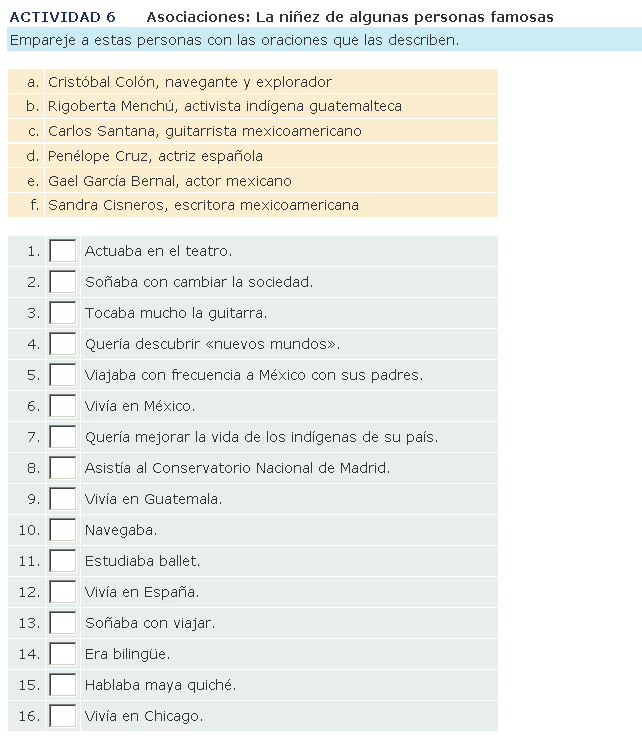 ACTIVIDAD 6 Asociaciones: La niñez de algunas personas famosas
Empareje a estas personas con las oraciones que las describen.
a. Cristóbal Colón, navegante y explorador
b. Rigoberta Menchú, activista indígena guatemalteca
c. Carlos Santana, guitarrista mexicoamericano
d. Penélope Cruz, actriz española
e. Gael García Bernal, actor mexicano
f. Sandra Cisneros, escritora mexicoamericana
1. Actuaba en el teatro.
2. Soñaba con cambiar la sociedad.
3. Tocaba mucho la guitarra.
4. Quería descubrir «nuevos mundos».
5. Viajaba con frecuencia a México con sus padres.
6. Vivía en México.
7. Quería mejorar la vida de los indígenas de su país.
8. Asistía al Conservatorio Nacional de Madrid.
9. Vivía en Guatemala.
10. Navegaba.
11. Estudiaba ballet.
12. Vivía en España.
13. Soñaba con viajar.
14. Era bilingüe.
15. Hablaba maya quiché.
16. Vivía en Chicago.